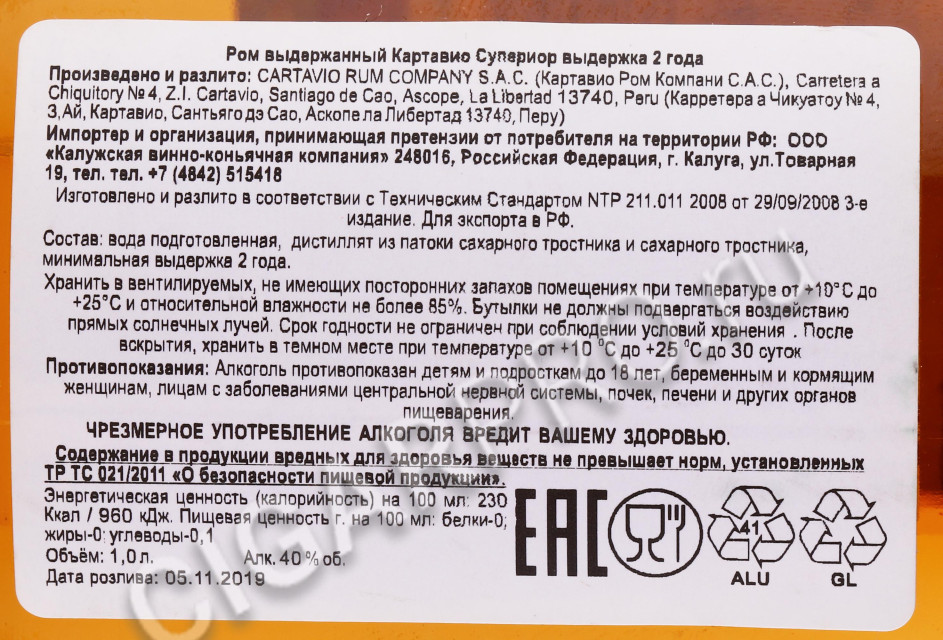 Ром выдержанный Картавио Супериор выдержка 2 года
Произведено и разлито: CARTAVIO RUM COMPANY S.A.C. (Картавио Ром Компани С.А.С.), Carretera a
Chiquitory № 4, Z.I. Cartavio, Santiago de Cao, Ascope, La Libertad 13740, Peru (Карретера а Чикуатоу № 4,
З,Ай, Картавио, Сантьяго дэ Сао, Аскопе ла Либертад 13740, Перу)
Импортер и организация, принимающая претензии от потребителя на территории РФ: ООО
«Калужская винно-коньячная компания» 248016, Российская Федерация, г. Калуга, ул.Товарная
19, тел. тел. +7 (4842) 515418
Изготовлено и разлито в соответствии с Техническим Стандартом NTP 211.011 2008 от 29/09/2008 3-е
издание. Для экспорта в РФ.
Состав: вода подготовленная, дистиллят из патоки сахарного тростника и сахарного тростника,
минимальная выдержка 2 года.
Хранить в вентилируемых, не имеющих посторонних запахов помещениях при температуре от +10°С до
+25°С и относительной влажности не более 85%. Бутылки не должны подвергаться воздействию
прямых солнечных лучей. Срок годности не ограничен при соблюдении условий хранения . После
вскрытия, хранить в темном месте при температуре от +10 °С до +25 °С до 30 суток
Противопоказания: Алкоголь противопоказан детям и подросткам до 18 лет, беременным и кормящим
женщинам, лицам с заболеваниями центральной нервной системы, почек, печени и других органов
пищеварения.
ЧРЕЗМЕРНОЕ УПОТРЕБЛЕНИЕ АЛКОГОЛЯ ВРЕДИТ ВАШЕМУ ЗДОРОВЬЮ.
Содержание в продукции вредных для здоровья веществ не превышает норм, установленных
ТР ТС 021/2011 «О безопасности пищевой продукции».
Энергетическая ценность (калорийность) на 100 мл: 230
Ккал / 960 кДж. Пищевая ценность г. на 100 мл: белки-0;
жиры-0; углеводы-0,1
Объём: 1,0 л. Алк. 40 % об.
Дата розлива: 05.11.2019
EAC
41
ALU
GL
CIGARPRO.ru